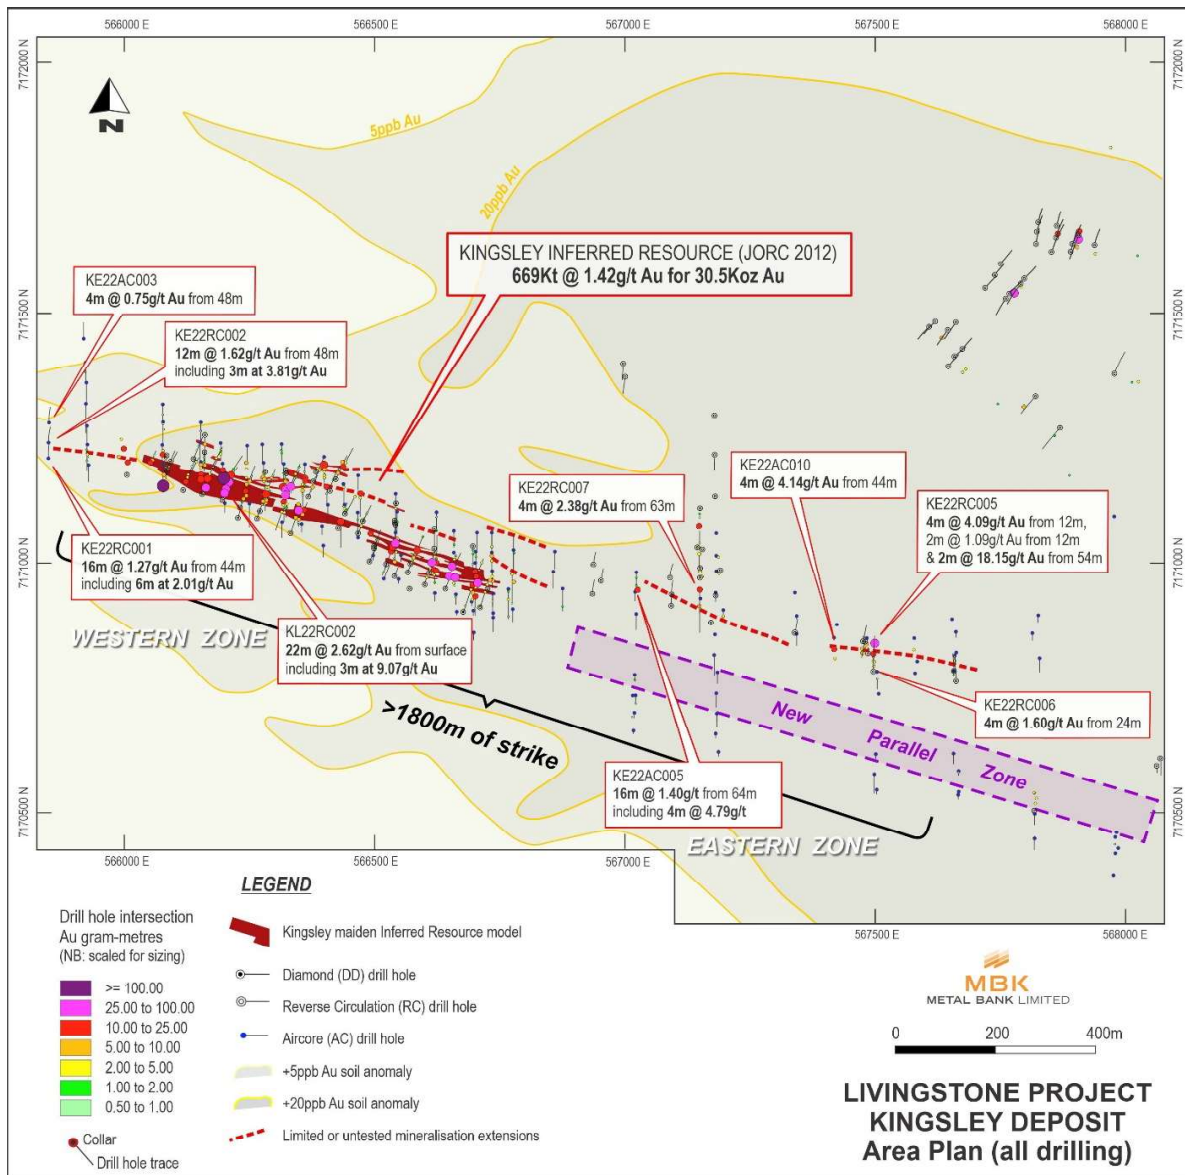 566000 E
566500 E
567000 E
567500 E
568000 E
7172000 N
7172000 N
N
5ppb Au
20ppb Au
KINGSLEY INFERRED RESOURCE (JORC 2012)
669Kt @ 1.42g/t Au for 30.5Koz Au
KE22AC003
4m @ 0.75g/t Au from 48m
7171500 N
7171500 N
KE22RC002
12m @ 1.62g/t Au from 48m
including 3m at 3.81g/t Au
KE22RC007
4m @ 2.38g/t Au from 63m
KE22AC010
4m @ 4.14g/t Au from 44m
KE22RC005
4m @ 4.09g/t Au from 12m,
2m @ 1.09g/t Au from 12m
& 2m @ 18.15g/t Au from 54m
7171000 N
7171000 N
KE22RC001
16m @ 1.27g/t Au from 44m
including 6m at 2.01g/t Au
WESTERN ZONE
KL22RC002
22m @ 2.62g/t Au from surface
including 3m at 9.07g/t Au
>1800m of strike
KE22RC006
4m @ 1.60g/t Au from 24m
New Parallel Zone
KE22AC005
16m @ 1.40g/t Au from 64m
including 4m @ 4.79g/t
EASTERN ZONE
7170500 N
7170500 N
566000 E
566500 E
567000 E
567500 E
568000 E
LEGEND
Drill hole intersection
Au gram-metres
(NB: scaled for sizing)
>= 100.00
25.00 to 100.00
10.00 to 25.00
5.00 to 10.00
2.00 to 5.00
1.00 to 2.00
0.50 to 1.00
Collar
Drill hole trace
Kingsley maiden Inferred Resource model
Diamond (DD) drill hole
Reverse Circulation (RC) drill hole
Aircore (AC) drill hole
+5ppb Au soil anomaly
+20ppb Au soil anomaly
Limited or untested mineralisation extensions
MBK
METAL BANK LIMITED
0 200 400m
LIVINGSTONE PROJECT
KINGSLEY DEPOSIT
Area Plan (all drilling)